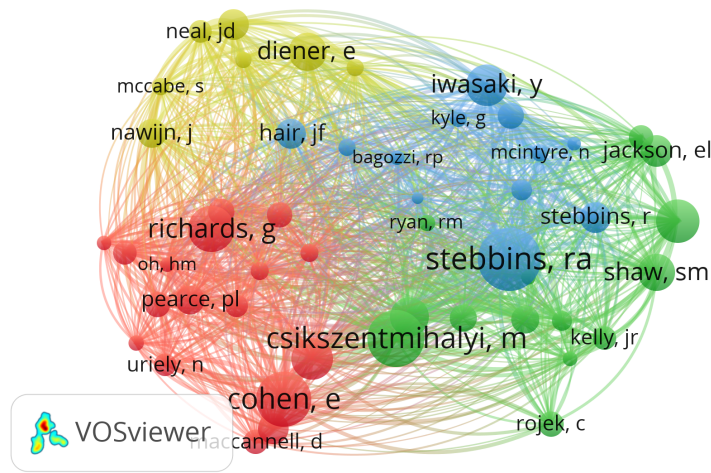 neal, jd
diener, e
mccabe, s
iwasaki, y
nawijn, j
hair, jf
kyle, g
bagozzi, rp
mcintyre, n
jackson, el
richards, g
ryan, rm
stebbins, r
oh, hm
stebbins, ra
shaw, sm
pearce, pl
csikszentmihalyi, m
kelly, jr
uriely, n
cohen, e
rojek, c
maccannell, d
VOSviewer